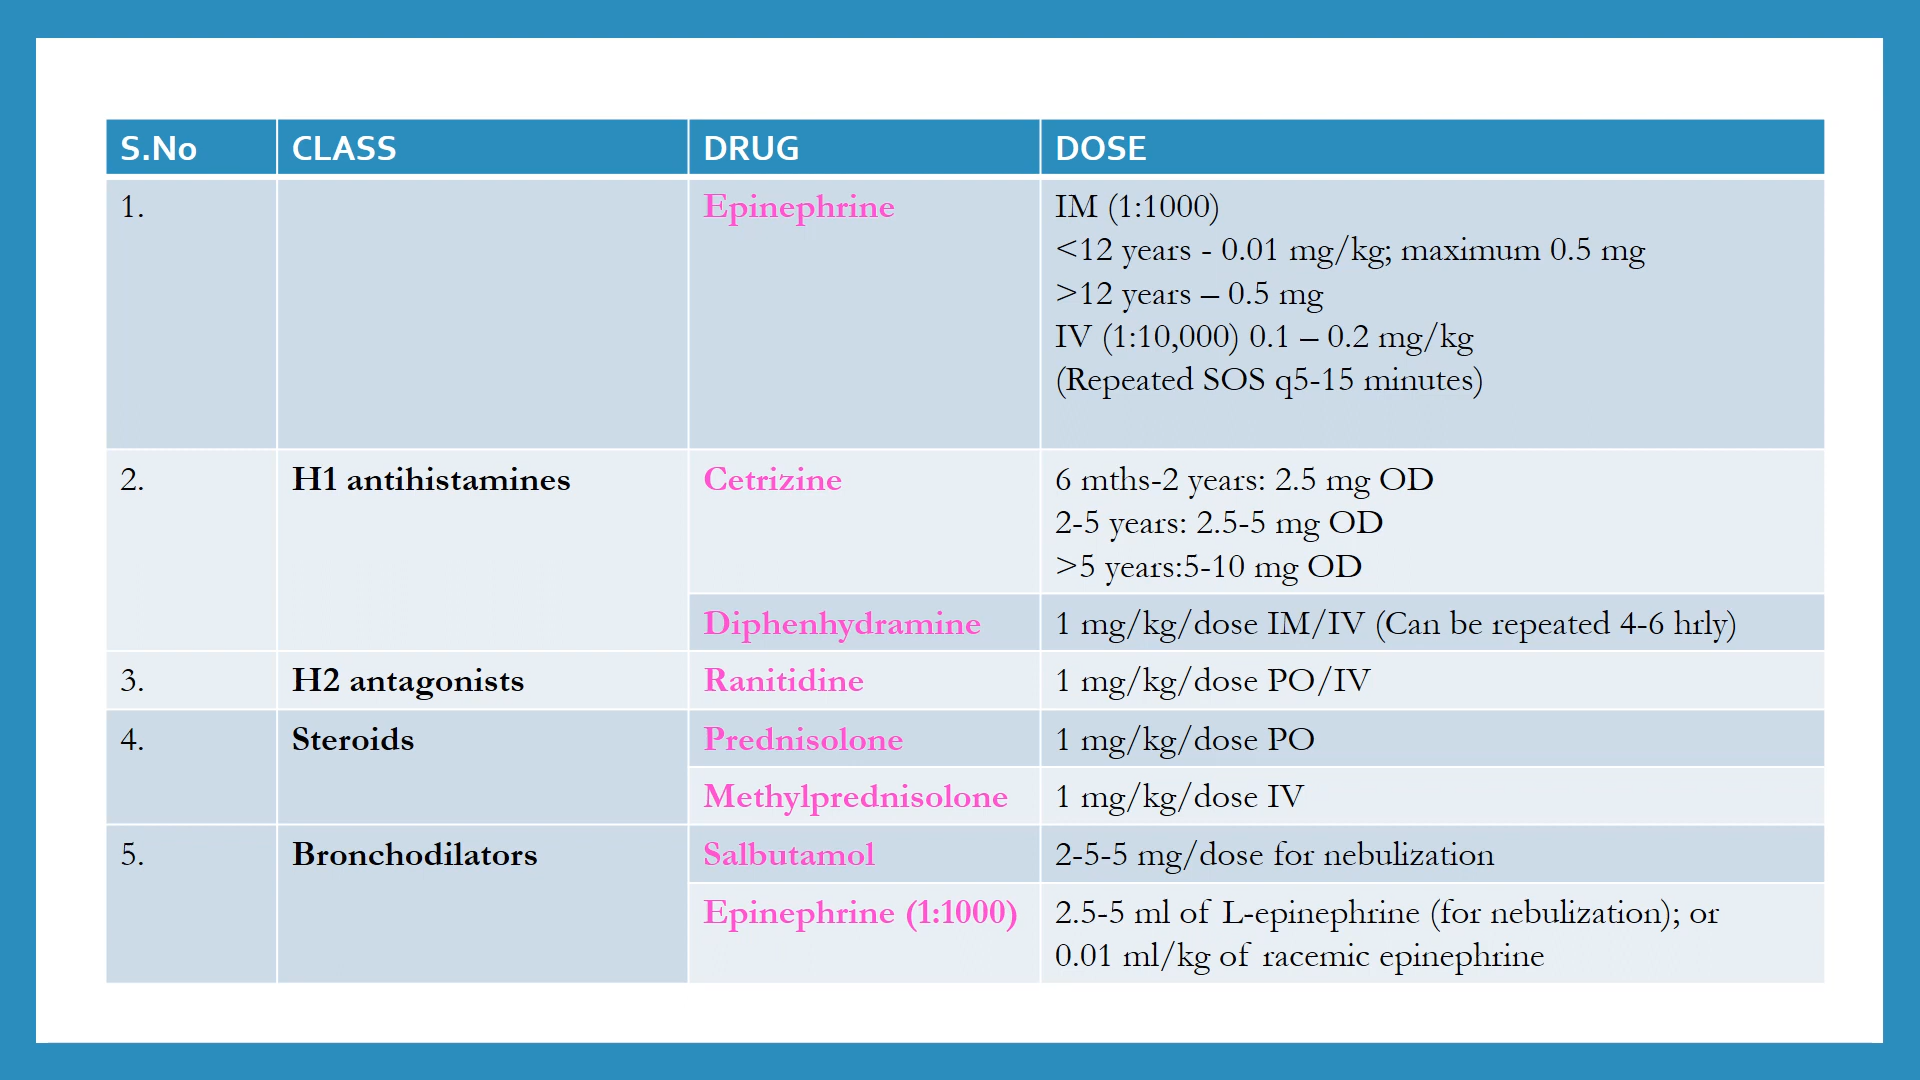 S.No CLASS DRUG DOSE
1. Epinephrine IM (1:1000)
<12 years - 0.01 mg/kg; maximum 0.5 mg
>12 years – 0.5 mg
IV (1:10,000) 0.1 – 0.2 mg/kg
(Repeated SOS q5-15 minutes)
2. H1 antihistamines Cetrizine 6 mths-2 years: 2.5 mg OD
2-5 years: 2.5-5 mg OD
>5 years:5-10 mg OD
Diphenhydramine 1 mg/kg/dose IM/IV (Can be repeated 4-6 hrly)
3. H2 antagonists Ranitidine 1 mg/kg/dose PO/IV
4. Steroids Prednisolone 1 mg/kg/dose PO
Methylprednisolone 1 mg/kg/dose IV
5. Bronchodilators Salbutamol 2-5-5 mg/dose for nebulization
Epinephrine (1:1000) 2.5-5 ml of L-epinephrine (for nebulization); or
0.01 ml/kg of racemic epinephrine